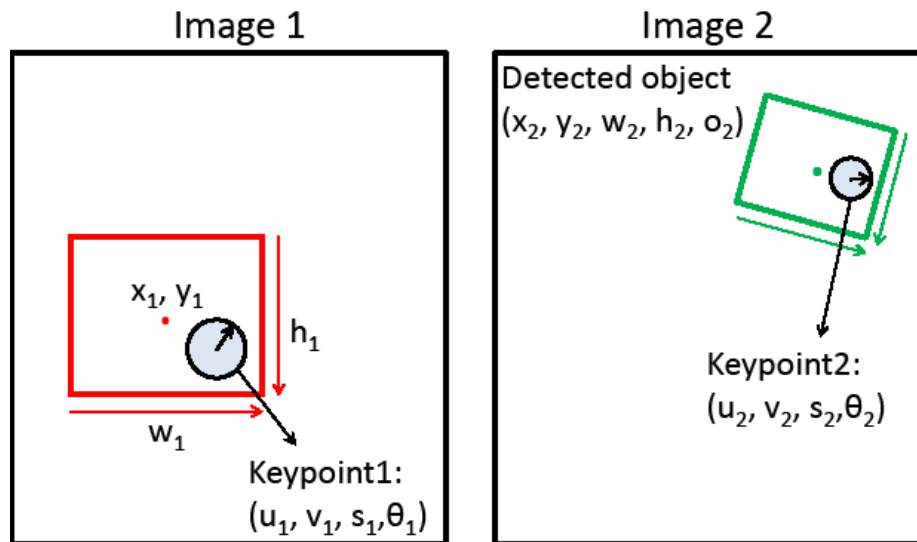 Image 1
Image 2
Detected object
(x₂, y₂, w₂, h₂, o₂)
x₁, y₁
h₁
w₁
Keypoint1:
(u₁, v₁, s₁,θ₁)
Keypoint2:
(u₂, v₂, s₂,θ₂)